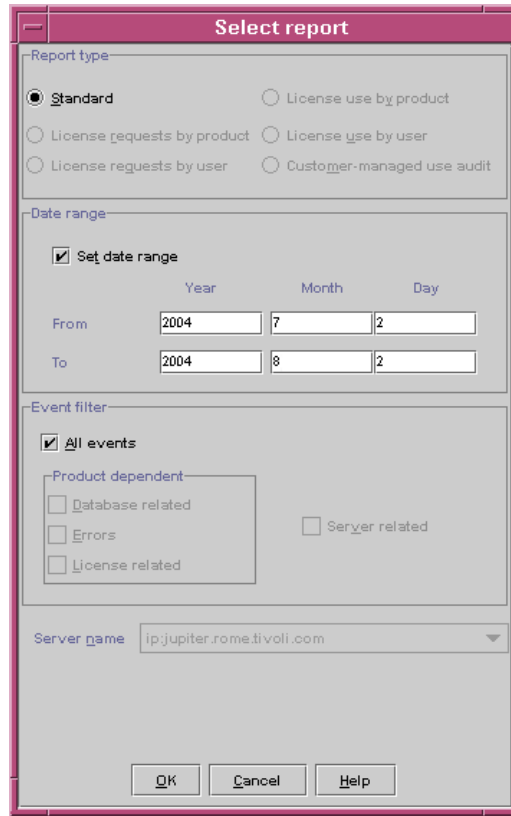 Select report
Report type
Standard
License use by product
License requests by product
License use by user
License requests by user
Customer-managed use audit
Date range
Set date range
Year Month Day
From 2004 7 2
To 2004 8 2
Event filter
All events
Product dependent
Database related
Errors
Server related
License related
Server name ip:jupiter.rome.tivoli.com
OK Cancel Help